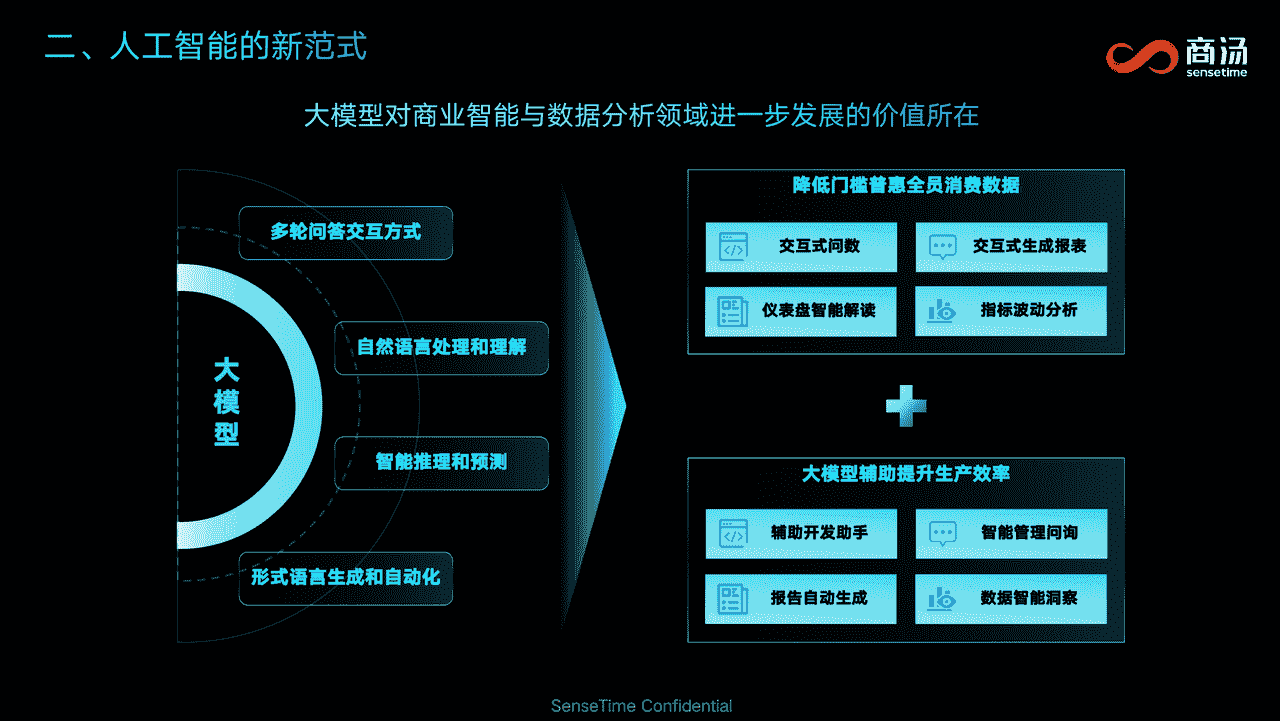 二、人工智能的新范式
商汤
sensetime
大模型对商业智能与数据分析领域进一步发展的价值所在
大
模
型
多轮问答交互方式
自然语言处理和理解
智能推理和预测
形式语言生成和自动化
降低门槛普惠全员消费数据
交互式问数
交互式生成报表
仪表盘智能解读
指标波动分析
大模型辅助提升生产效率
辅助开发助手
智能管理问询
报告自动生成
数据智能洞察
SenseTime Confidential